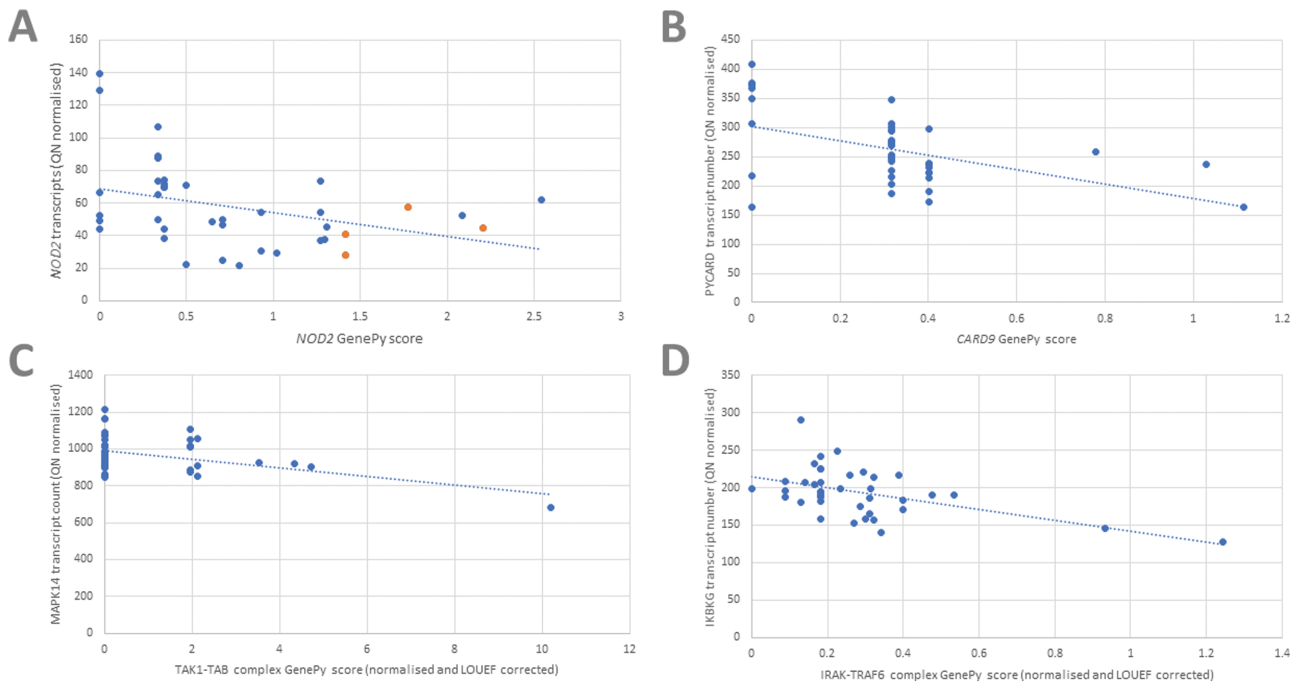 A
160
140
120
100
80
60
40
20
0
NOD2 transcripts (QN normalised)
0 0.5 1 1.5 2 2.5 3
NOD2 GenePy score
B
450
400
350
300
250
200
150
100
50
0
PYCARD transcript number (QN normalised)
0 0.2 0.4 0.6 0.8 1 1.2
CARD9 GenePy score
C
1400
1200
1000
800
600
400
200
0
MAPK14 transcript count (QN normalised)
0 2 4 6 8 10 12
TAK1-TAB complex GenePy score (normalised and LOUEF corrected)
D
350
300
250
200
150
100
50
0
IKBKG transcript number (QN normalised)
0 0.2 0.4 0.6 0.8 1 1.2 1.4
IRAK-TRAF6 complex GenePy score (normalised and LOUEF corrected)